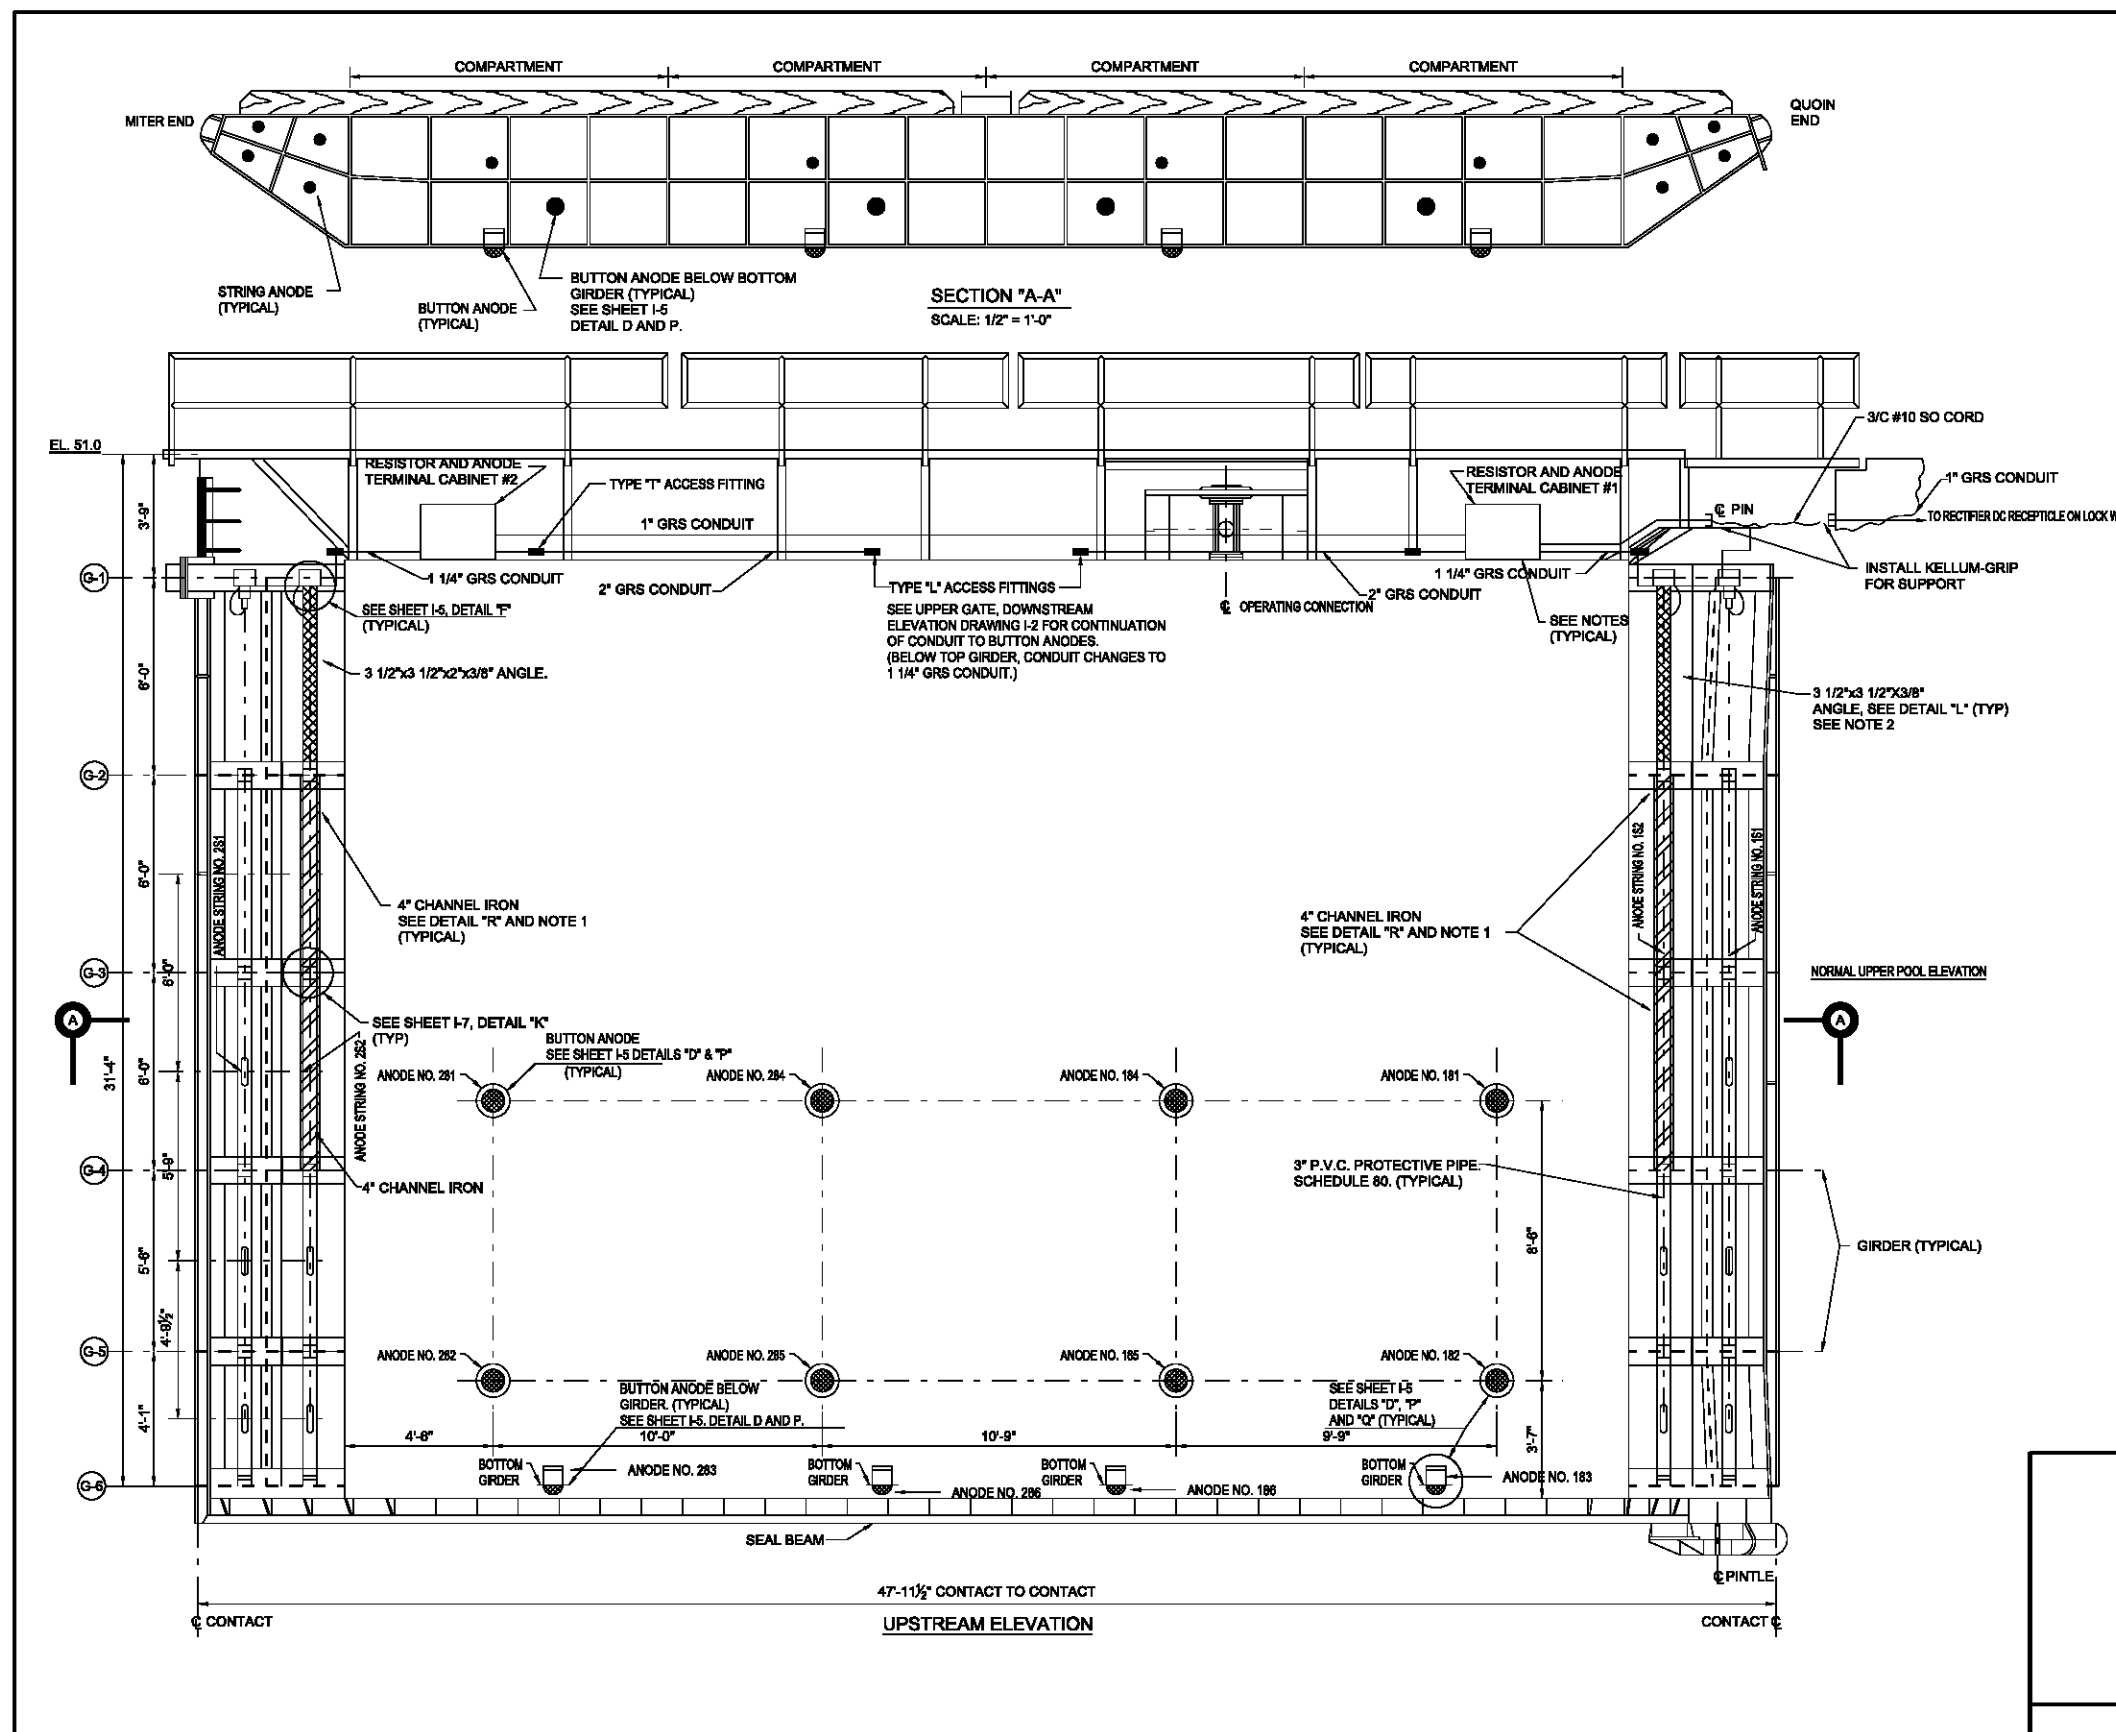 COMPARTMENT
COMPARTMENT
COMPARTMENT
COMPARTMENT
MITER END
QUOIN
END
STRING ANODE
(TYPICAL)
BUTTON ANODE
(TYPICAL)
BUTTON ANODE BELOW BOTTOM
GIRDER (TYPICAL)
SEE SHEET I-5
DETAIL D AND P.
SECTION "A-A"
SCALE: 1/2" = 1'-0"
EL. 51.0
3/C #10 SO CORD
RESISTOR AND ANODE
TERMINAL CABINET #2
TYPE "T" ACCESS FITTING
1" GRS CONDUIT
RESISTOR AND ANODE
TERMINAL CABINET #1
1" GRS CONDUIT
℄ PIN
TO RECTIFIER DC RECEPTICLE ON LOCK W
3'-9"
G-1
1 1/4" GRS CONDUIT
2" GRS CONDUIT
TYPE "L" ACCESS FITTINGS
SEE UPPER GATE, DOWNSTREAM
ELEVATION DRAWING I-2 FOR CONTINUATION
OF CONDUIT TO BUTTON ANODES.
(BELOW TOP GIRDER, CONDUIT CHANGES TO
1 1/4" GRS CONDUIT.)
℄ OPERATING CONNECTION
2" GRS CONDUIT
1 1/4" GRS CONDUIT
INSTALL KELLUM-GRIP
FOR SUPPORT
SEE SHEET I-5, DETAIL "F"
(TYPICAL)
SEE NOTES
(TYPICAL)
3 1/2"x3 1/2"x2"x3/8" ANGLE.
3 1/2"x3 1/2"X3/8"
ANGLE, SEE DETAIL "L" (TYP)
SEE NOTE 2
6'-0"
G-2
ANODE STRING NO. 2S1
6'-0"
4" CHANNEL IRON
SEE DETAIL "R" AND NOTE 1
(TYPICAL)
4" CHANNEL IRON
SEE DETAIL "R" AND NOTE 1
(TYPICAL)
ANODE STRING NO. 1S2
ANODE STRING NO. 1S1
G-3
6'-0"
NORMAL UPPER POOL ELEVATION
A
A
SEE SHEET I-7, DETAIL "K"
(TYP)
31'-4"
6'-0"
ANODE STRING NO. 2S2
BUTTON ANODE
SEE SHEET I-5 DETAILS "D" & "P"
(TYPICAL)
ANODE NO. 2B1
ANODE NO. 2B4
ANODE NO. 1B4
ANODE NO. 1B1
G-4
5'-9"
4" CHANNEL IRON
3" P.V.C. PROTECTIVE PIPE.
SCHEDULE 80. (TYPICAL)
8'-6"
GIRDER (TYPICAL)
5'-6"
4'-9½"
G-5
ANODE NO. 2B2
ANODE NO. 2B5
ANODE NO. 1B5
ANODE NO. 1B2
BUTTON ANODE BELOW
GIRDER. (TYPICAL)
SEE SHEET I-5. DETAIL D AND P.
SEE SHEET I-5
DETAILS "D", "P"
AND "Q" (TYPICAL)
4'-1"
4'-6"
10'-0"
10'-9"
9'-9"
3'-7"
G-6
BOTTOM
GIRDER
ANODE NO. 2B3
BOTTOM
GIRDER
ANODE NO. 2B6
BOTTOM
GIRDER
ANODE NO. 1B6
BOTTOM
GIRDER
ANODE NO. 1B3
SEAL BEAM
℄ PINTLE
47'-11½" CONTACT TO CONTACT
℄ CONTACT
UPSTREAM ELEVATION
CONTACT ℄